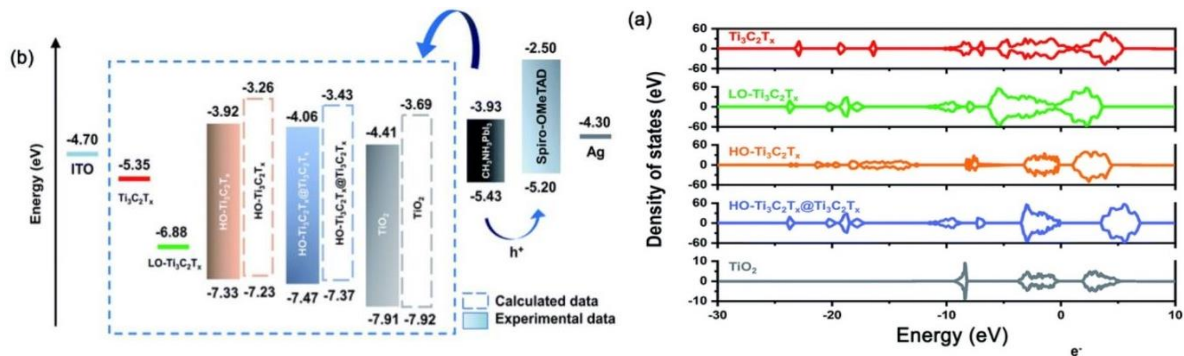 (b)
Energy (eV)
-4.70
ITO
-5.35
Ti₃C₂Tₓ
-6.88
LO-Ti₃C₂Tₓ
-3.92
HO-Ti₃C₂Tₓ
-7.33
-3.26
HO-Ti₃C₂Tₓ
-7.23
-4.06
HO-Ti₃C₂Tₓ@Ti₃C₂Tₓ
-7.47
-3.43
HO-Ti₃C₂Tₓ@Ti₃C₂Tₓ
-7.37
-4.41
TiO₂
-7.91
-3.69
TiO₂
-7.92
Calculated data
Experimental data
-3.93
CH₃NH₃PbI₃
-5.43
-2.50
Spiro-OMeTAD
-5.20
-4.30
Ag
h⁺
(a)
Density of states (eV)
60
Ti₃C₂Tₓ
0
-60
60
LO-Ti₃C₂Tₓ
0
-60
60
HO-Ti₃C₂Tₓ
0
-60
60
HO-Ti₃C₂Tₓ@Ti₃C₂Tₓ
0
-60
10
TiO₂
0
-10
-30 -20 -10 0 10
Energy (eV)
e⁻